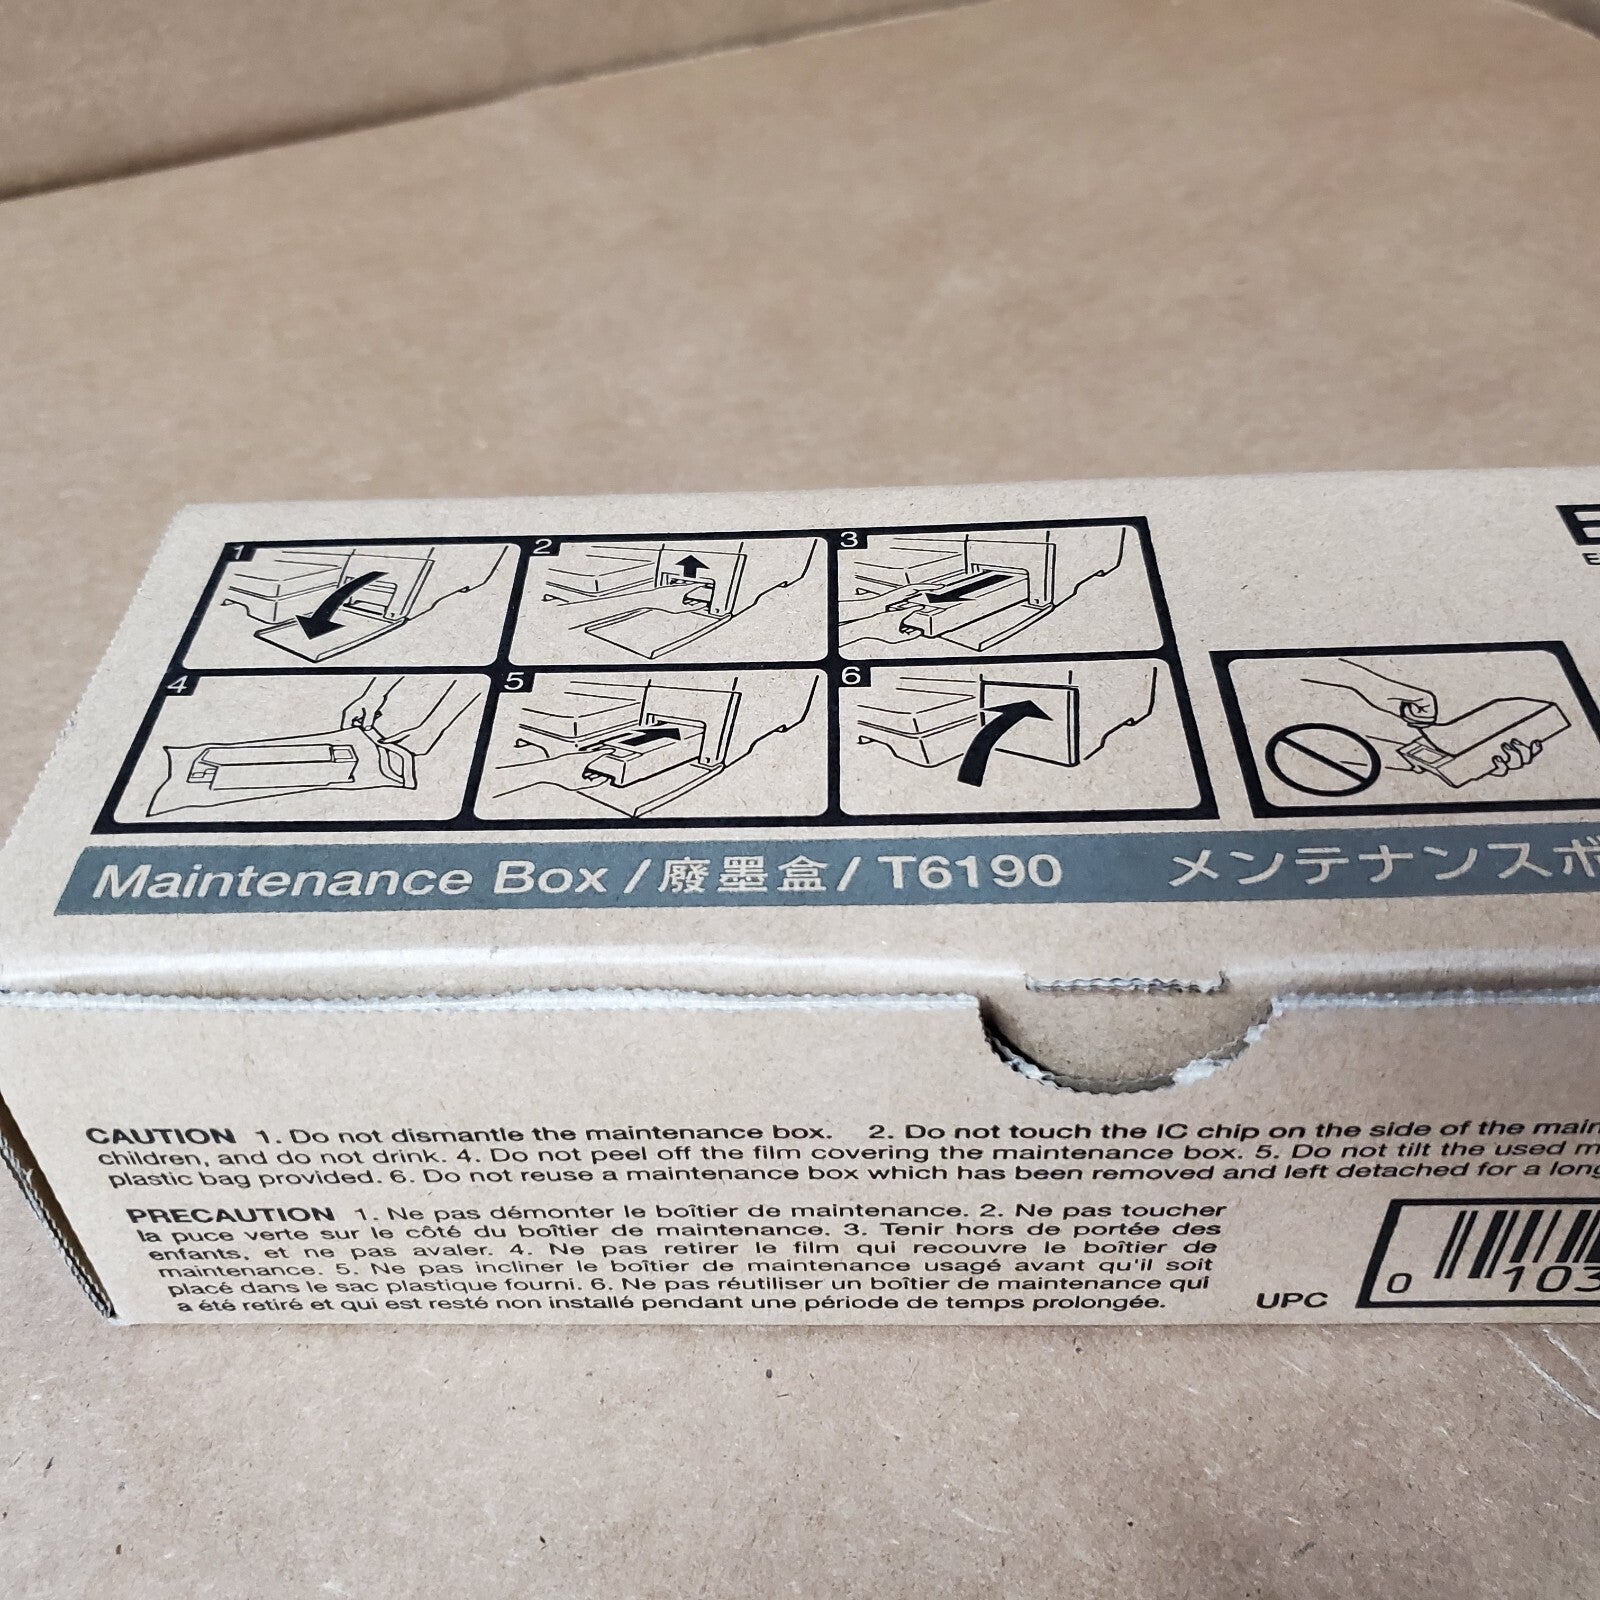 1
2
3
4
5
6
Maintenance Box / 廢墨盒 / T6190 メンテナンスボ
CAUTION 1. Do not dismantle the maintenance box. 2. Do not touch the IC chip on the side of the main
children, and do not drink. 4. Do not peel off the film covering the maintenance box. 5. Do not tilt the used m
plastic bag provided. 6. Do not reuse a maintenance box which has been removed and left detached for a long
PRECAUTION 1. Ne pas démonter le boîtier de maintenance. 2. Ne pas toucher
la puce verte sur le côté du boîtier de maintenance. 3. Tenir hors de portée des
enfants, et ne pas avaler. 4. Ne pas retirer le film qui recouvre le boîtier de
maintenance. 5. Ne pas incliner le boîtier de maintenance usagé avant qu'il soit
placé dans le sac plastique fourni. 6. Ne pas réutiliser un boîtier de maintenance qui
a été retiré et qui est resté non installé pendant une période de temps prolongée.
UPC 0 103